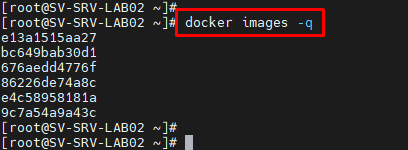 [root@SV-SRV-LAB02 ~]#
[root@SV-SRV-LAB02 ~]# docker images -q
e13a1515aa27
bc649bab30d1
676aedd4776f
86226de74a8c
e4c58958181a
9c7a54a9a43c
[root@SV-SRV-LAB02 ~]#
[root@SV-SRV-LAB02 ~]#